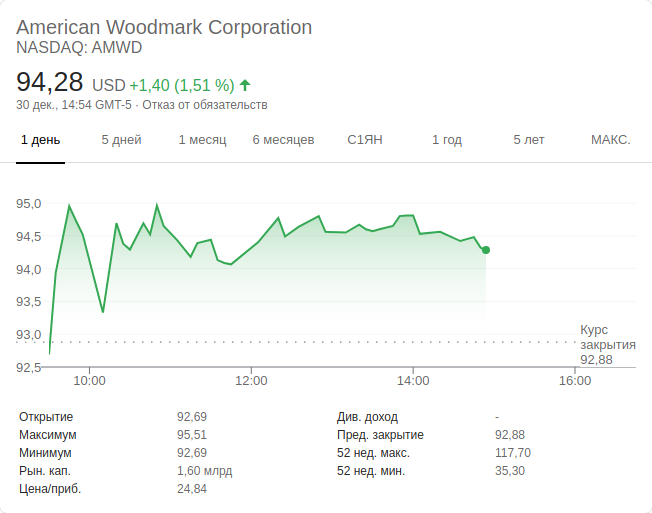 American Woodmark Corporation
NASDAQ: AMWD
94,28 USD +1,40 (1,51 %)
30 дек., 14:54 GMT-5 · Отказ от обязательств
1 день 5 дней 1 месяц 6 месяцев С1ЯН 1 год 5 лет МАКС.
95,0
94,5
94,0
93,5
93,0
92,5
Курс
закрытия
92,88
10:00 12:00 14:00 16:00
Открытие 92,69 Див. доход -
Максимум 95,51 Пред. закрытие 92,88
Минимум 92,69 52 нед. макс. 117,70
Рын. кап. 1,60 млрд 52 нед. мин. 35,30
Цена/приб. 24,84